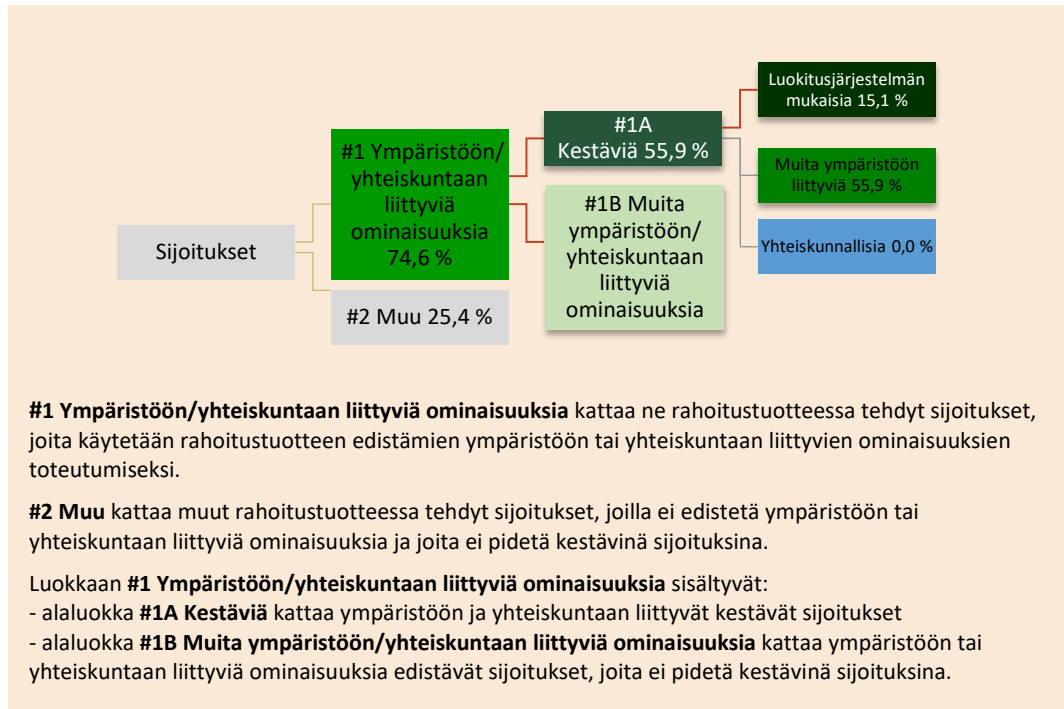 Sijoitukset
#1 Ympäristöön/
yhteiskuntaan
liittyviä
ominaisuuksia
74,6 %
#2 Muu 25,4 %
#1A
Kestäviä 55,9 %
#1B Muita
ympäristöön/
yhteiskuntaan
liittyviä
ominaisuuksia
Luokitusjärjestelmän
mukaisia 15,1 %
Muita ympäristöön
liittyviä 55,9 %
Yhteiskunnallisia 0,0 %
#1 Ympäristöön/yhteiskuntaan liittyviä ominaisuuksia kattaa ne rahoitustuotteessa tehdyt sijoitukset,
joita käytetään rahoitustuotteen edistämien ympäristöön tai yhteiskuntaan liittyvien ominaisuuksien
toteutumiseksi.
#2 Muu kattaa muut rahoitustuotteessa tehdyt sijoitukset, joilla ei edistetä ympäristöön tai
yhteiskuntaan liittyviä ominaisuuksia ja joita ei pidetä kestävinä sijoituksina.
Luokkaan #1 Ympäristöön/yhteiskuntaan liittyviä ominaisuuksia sisältyvät:
- alaluokka #1A Kestäviä kattaa ympäristöön ja yhteiskuntaan liittyvät kestävät sijoitukset
- alaluokka #1B Muita ympäristöön/yhteiskuntaan liittyviä ominaisuuksia kattaa ympäristöön tai
yhteiskuntaan liittyviä ominaisuuksia edistävät sijoitukset, joita ei pidetä kestävinä sijoituksina.